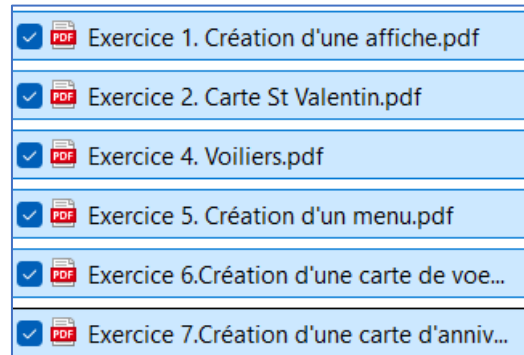 PDF Exercice 1. Création d'une affiche.pdf
PDF Exercice 2. Carte St Valentin.pdf
PDF Exercice 4. Voiliers.pdf
PDF Exercice 5. Création d'un menu.pdf
PDF Exercice 6.Création d'une carte de voe...
PDF Exercice 7.Création d'une carte d'anniv...